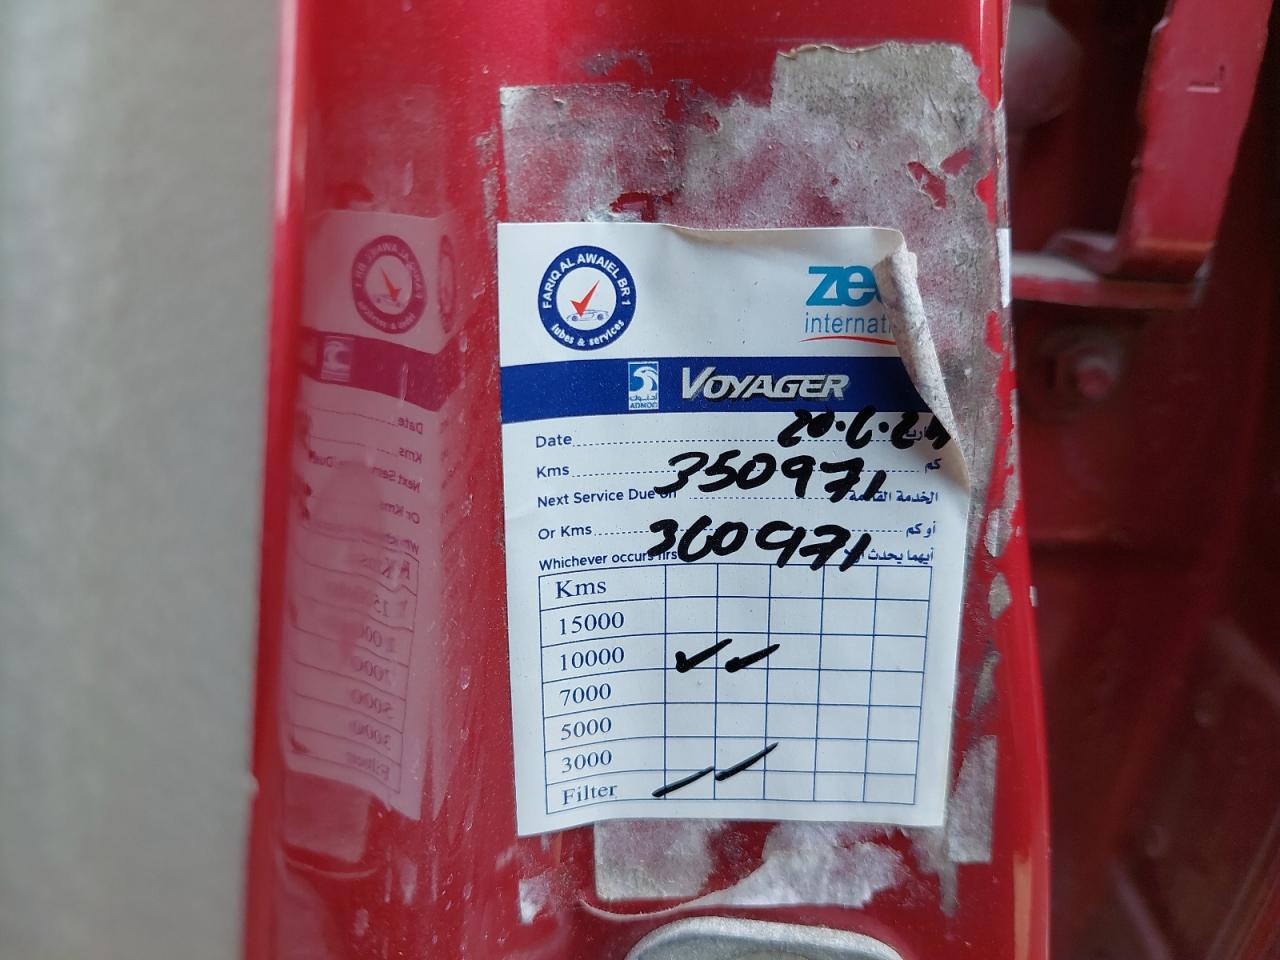 FARIQ AL AWAIEL BR 1
lubes & services
zee
internati
أدنوك
ADNOC
VOYAGER
Date 20.6.24
Kms 350971 كم
Next Service Due on الخدمة القادمة
Or Kms 360971 أو كم
Whichever occurs أيهما يحدث
Kms
15000
10000 ✓ ✓
7000
5000
3000
Filter
L